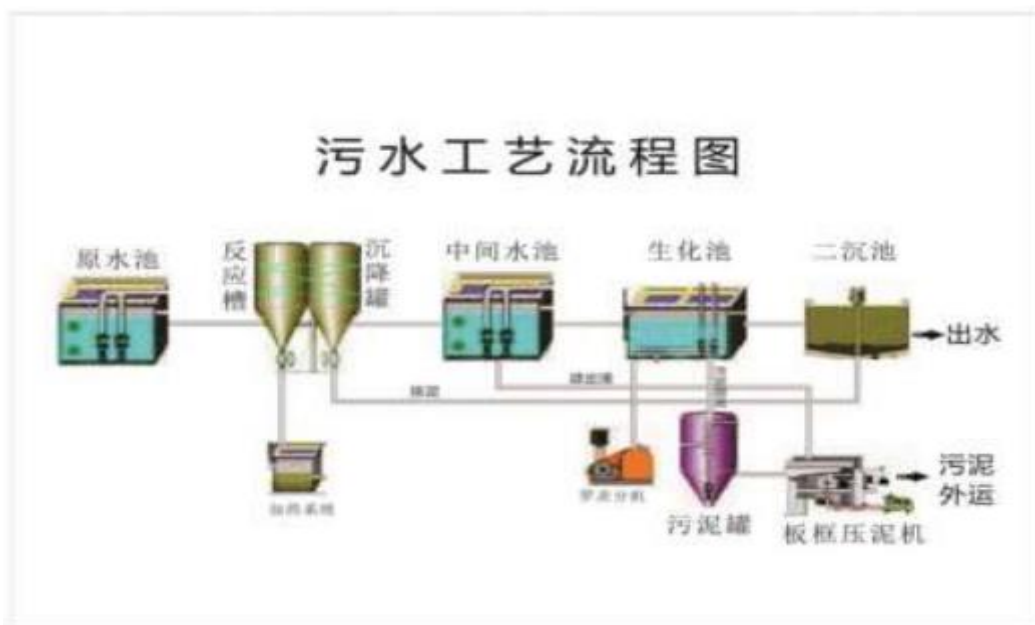 污水工艺流程图
原水池
反应槽
沉降罐
中间水池
生化池
二沉池
出水
污泥罐
板框压泥机
污泥
外运